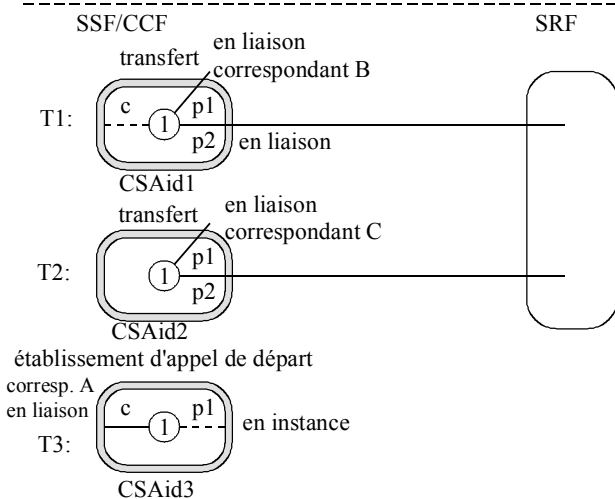 SSF/CCF SRF
transfert
en liaison
correspondant B
T1:
c
1
p1
p2
en liaison
CSAid1
transfert
en liaison
correspondant C
T2:
1
p1
p2
CSAid2
établissement d'appel de départ
corresp. A
en liaison
c
1
p1
en instance
T3:
CSAid3